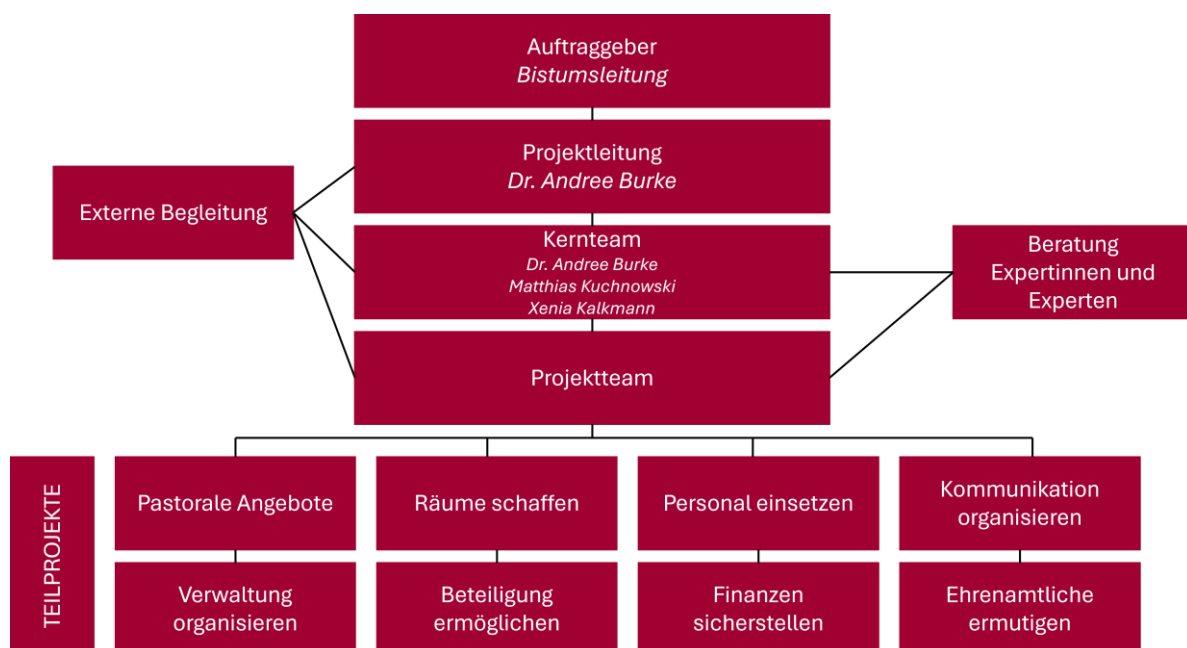 Auftraggeber
Bistumsleitung
Projektleitung
Dr. Andree Burke
Externe Begleitung
Kernteam
Dr. Andree Burke
Matthias Kuchnowski
Xenia Kalkmann
Beratung
Expertinnen und
Experten
Projektteam
TEILPROJEKTE
Pastorale Angebote
Räume schaffen
Personal einsetzen
Kommunikation
organisieren
Verwaltung
organisieren
Beteiligung
ermöglichen
Finanzen
sicherstellen
Ehrenamtliche
ermutigen